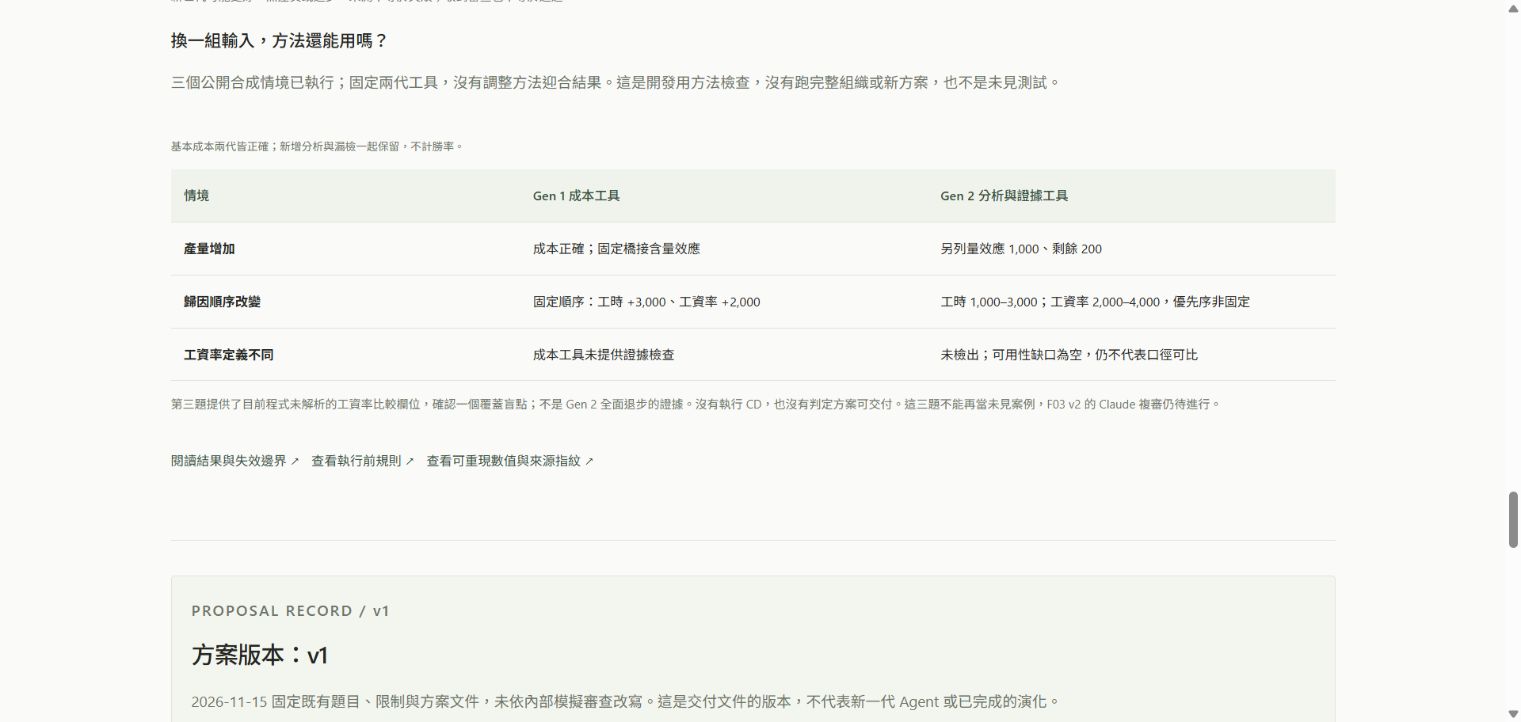 換一組輸入，方法還能用嗎？
三個公開合成情境已執行；固定兩代工具，沒有調整方法迎合結果。這是開發用方法檢查，沒有跑完整組織或新方案，也不是未見測試。
基本成本兩代皆正確；新增分析與漏檢一起保留，不計勝率。
情境 Gen 1 成本工具 Gen 2 分析與證據工具
產量增加 成本正確；固定橋接含量效應 另列量效應 1,000、剩餘 200
歸因順序改變 固定順序：工時 +3,000、工資率 +2,000 工時 1,000–3,000；工資率 2,000–4,000，優先序非固定
工資率定義不同 成本工具未提供證據檢查 未檢出；可用性缺口為空，仍不代表口徑可比
第三題提供了目前程式未解析的工資率比較欄位，確認一個覆蓋盲點；不是 Gen 2 全面退步的證據。沒有執行 CD，也沒有判定方案可交付。這三題不能再當未見案例，F03 v2 的 Claude 複審仍待進行。
閱讀結果與失效邊界 ↗ 查看執行前規則 ↗ 查看可重現數值與來源指紋 ↗
PROPOSAL RECORD / v1
方案版本：v1
2026-11-15 固定既有題目、限制與方案文件，未依內部模擬審查改寫。這是交付文件的版本，不代表新一代 Agent 或已完成的演化。